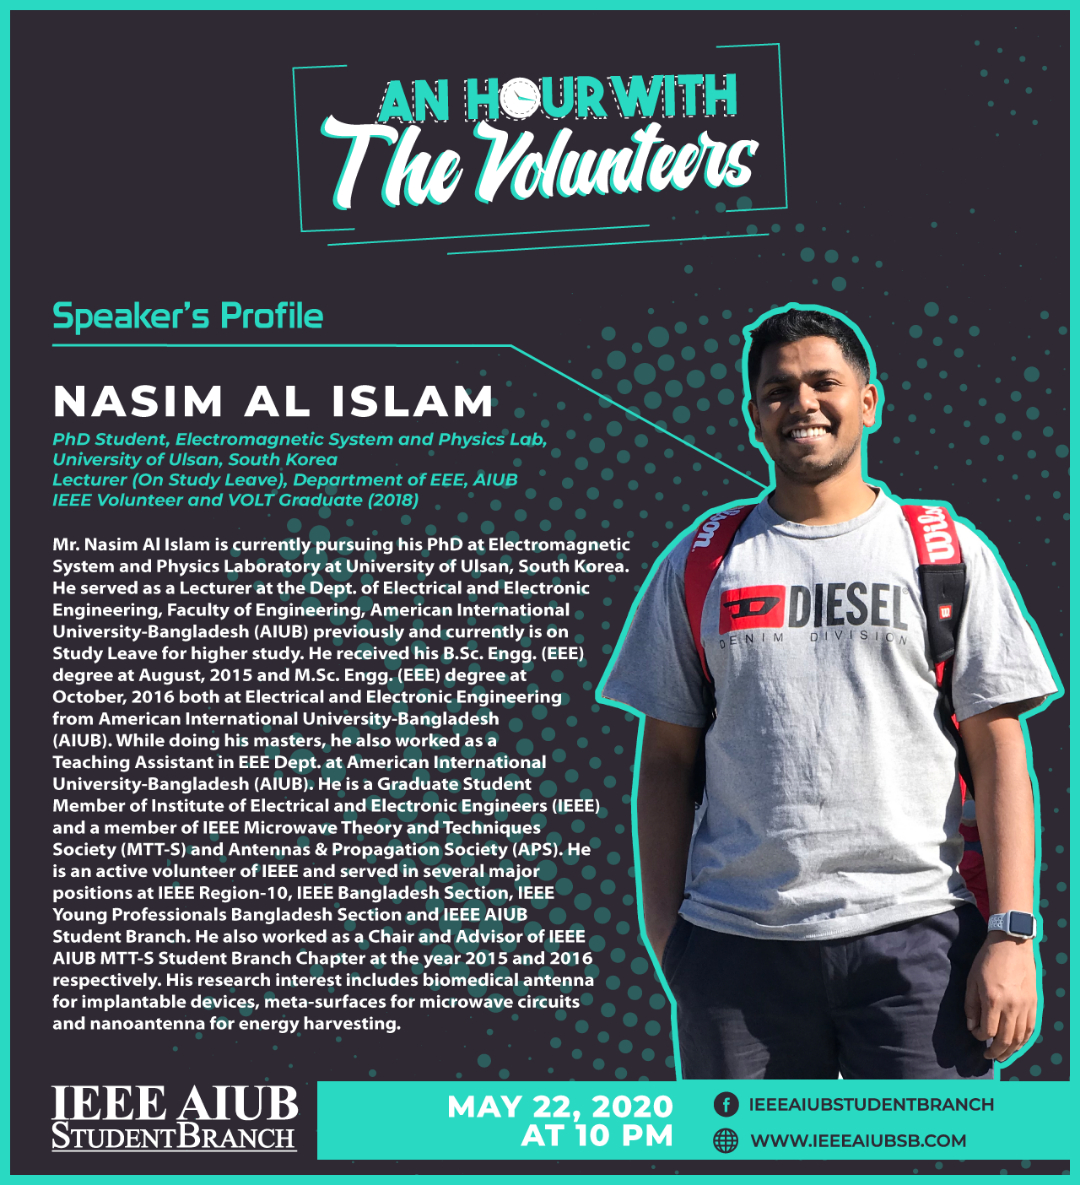 AN HOUR WITH
The Volunteers
Speaker's Profile
NASIM AL ISLAM
PhD Student, Electromagnetic System and Physics Lab,
University of Ulsan, South Korea
Lecturer (On Study Leave), Department of EEE, AIUB
IEEE Volunteer and VOLT Graduate (2018)
Mr. Nasim Al Islam is currently pursuing his PhD at Electromagnetic
System and Physics Laboratory at University of Ulsan, South Korea.
He served as a Lecturer at the Dept. of Electrical and Electronic
Engineering, Faculty of Engineering, American International
University-Bangladesh (AIUB) previously and currently is on
Study Leave for higher study. He received his B.Sc. Engg. (EEE)
degree at August, 2015 and M.Sc. Engg. (EEE) degree at
October, 2016 both at Electrical and Electronic Engineering
from American International University-Bangladesh
(AIUB). While doing his masters, he also worked as a
Teaching Assistant in EEE Dept. at American International
University-Bangladesh (AIUB). He is a Graduate Student
Member of Institute of Electrical and Electronic Engineers (IEEE)
and a member of IEEE Microwave Theory and Techniques
Society (MTT-S) and Antennas & Propagation Society (APS). He
is an active volunteer of IEEE and served in several major
positions at IEEE Region-10, IEEE Bangladesh Section, IEEE
Young Professionals Bangladesh Section and IEEE AIUB
Student Branch. He also worked as a Chair and Advisor of IEEE
AIUB MTT-S Student Branch Chapter at the year 2015 and 2016
respectively. His research interest includes biomedical antenna
for implantable devices, meta-surfaces for microwave circuits
and nanoantenna for energy harvesting.
DIESEL
DENIM DIVISION
IEEE AIUB
STUDENT BRANCH
MAY 22, 2020
AT 10 PM
IEEEAIUBSTUDENTBRANCH
WWW.IEEEAIUBSB.COM